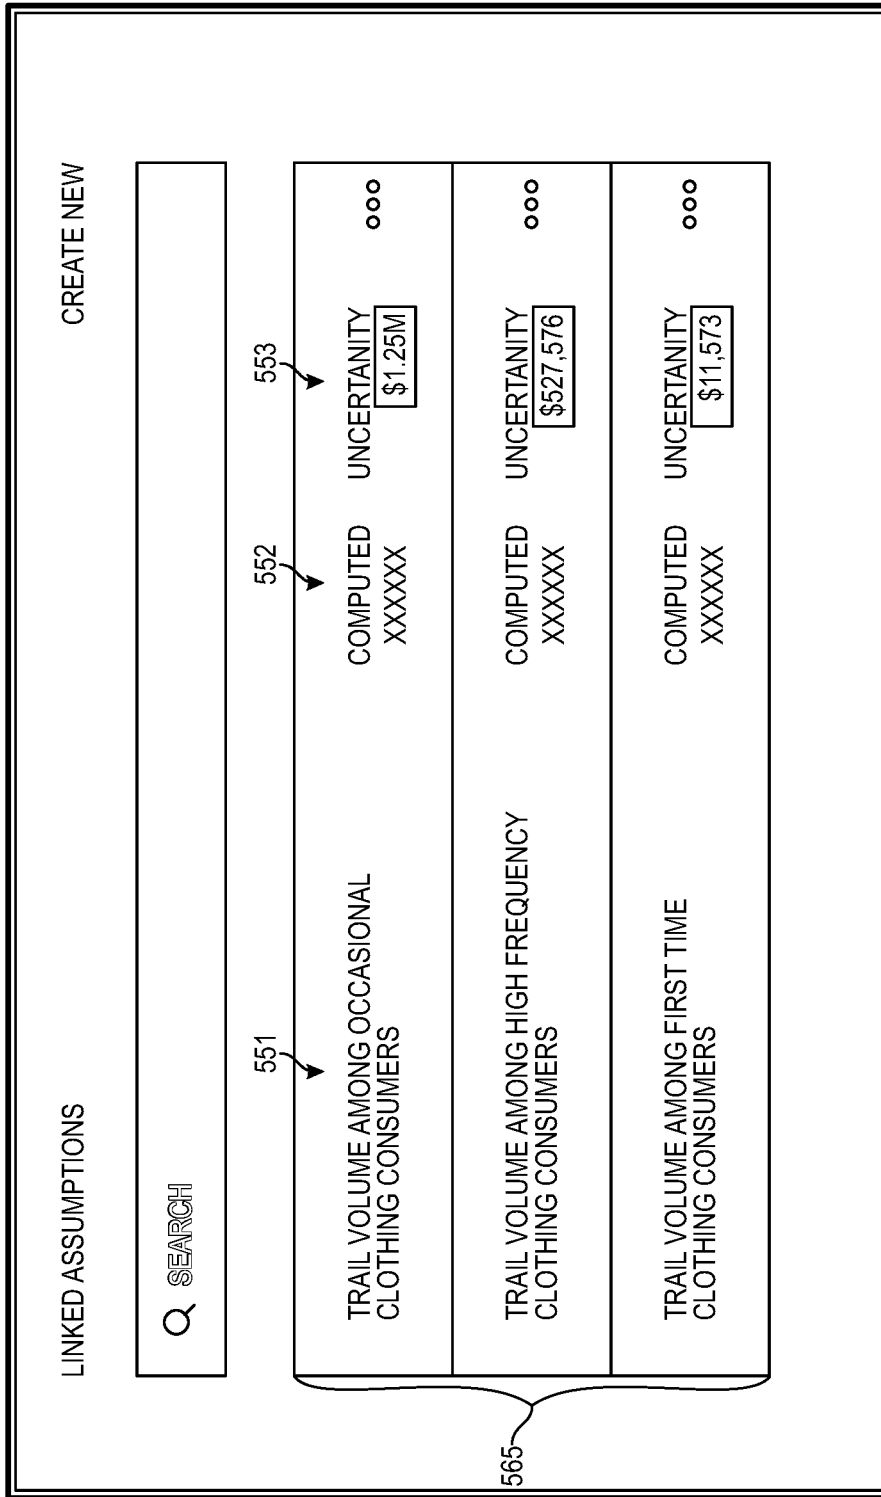 LINKED ASSUMPTIONS
CREATE NEW
SEARCH
551
552
553
TRAIL VOLUME AMONG OCCASIONAL
CLOTHING CONSUMERS
COMPUTED
XXXXXX
UNCERTANITY
$1.25M
TRAIL VOLUME AMONG HIGH FREQUENCY
CLOTHING CONSUMERS
COMPUTED
XXXXXX
UNCERTANITY
$527,576
TRAIL VOLUME AMONG FIRST TIME
CLOTHING CONSUMERS
COMPUTED
XXXXXX
UNCERTANITY
$11,573
565